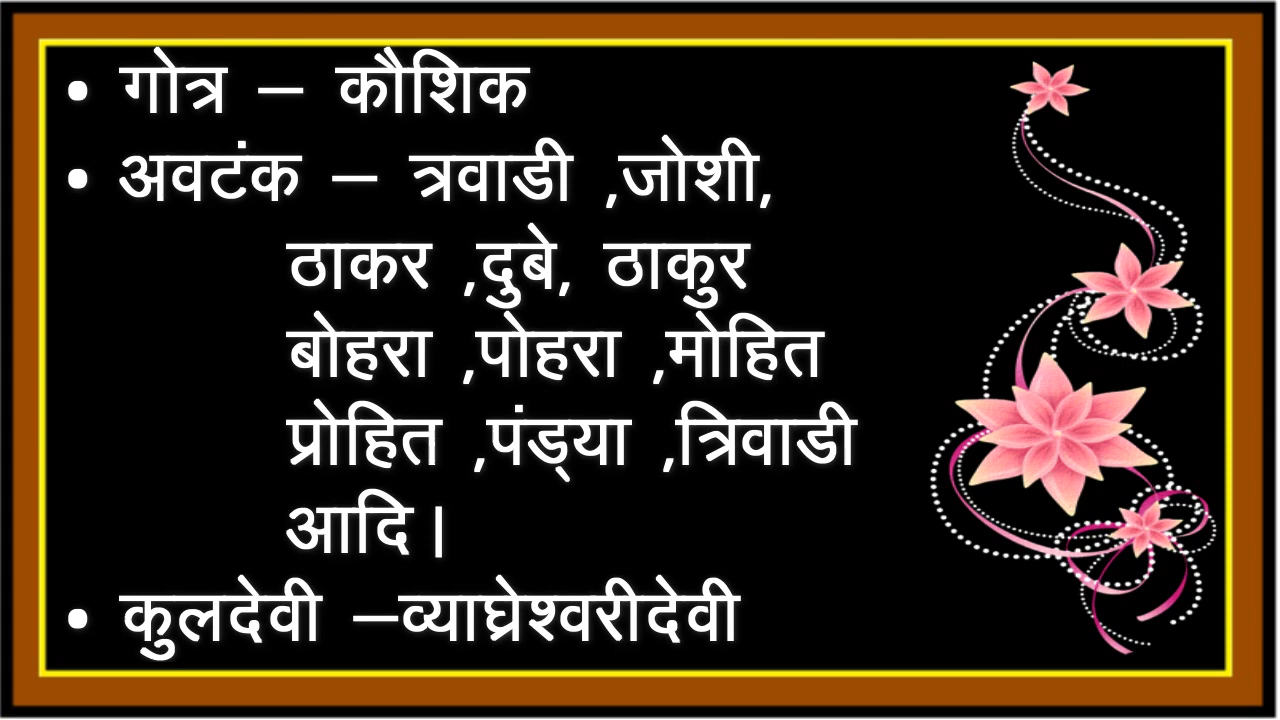 • गोत्र – कौशिक
• अवटंक – त्रवाडी ,जोशी,
ठाकर ,दुबे, ठाकुर
बोहरा ,पोहरा ,मोहित
प्रोहित ,पंड्या ,त्रिवाडी
आदि।
• कुलदेवी –व्याघ्रेश्वरीदेवी